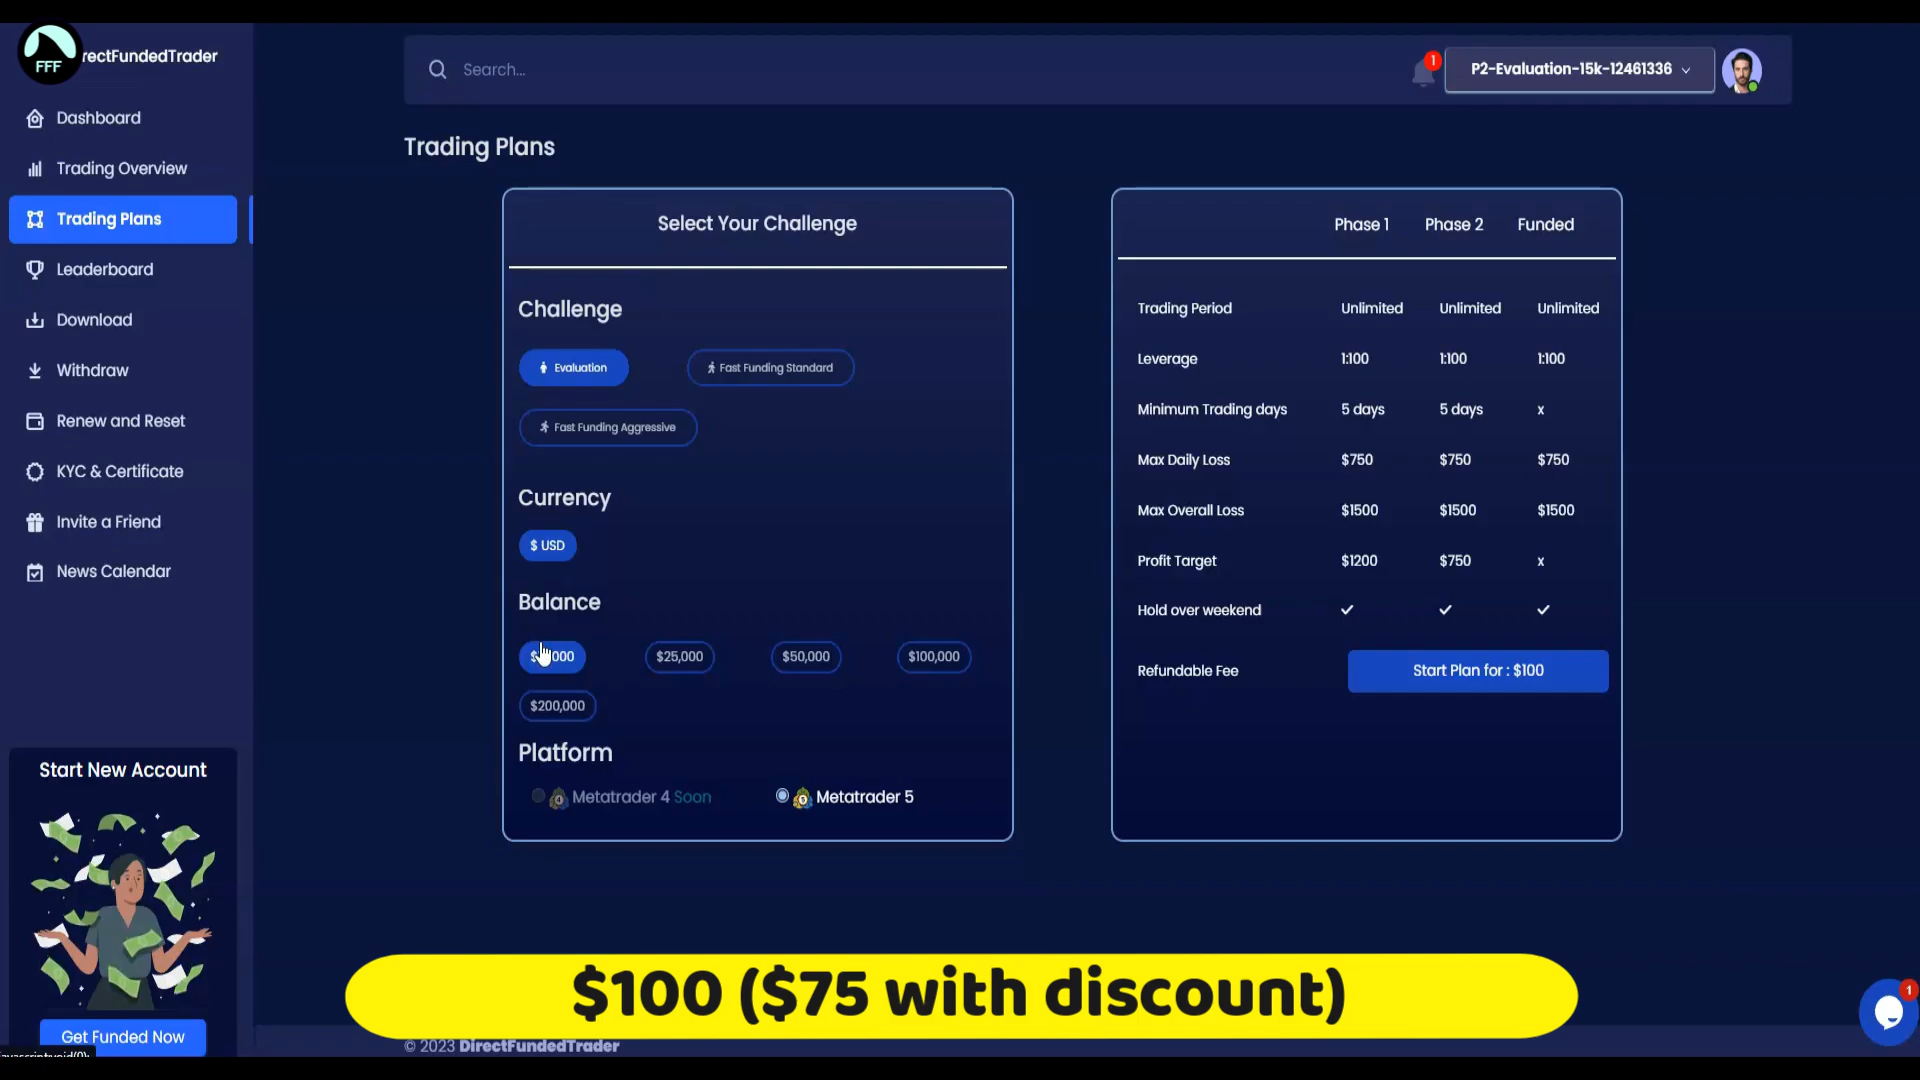 FFF
rectFundedTrader
Dashboard
Trading Overview
Trading Plans
Leaderboard
Download
Withdraw
Renew and Reset
KYC & Certificate
Invite a Friend
News Calendar
Start New Account
Get Funded Now
Search...
1
P2-Evaluation-15k-12461336
Trading Plans
Select Your Challenge
Challenge
Evaluation
Fast Funding Standard
Fast Funding Aggressive
Currency
$ USD
Balance
$ 000
$25,000
$50,000
$100,000
$200,000
Platform
Metatrader 4 Soon
Metatrader 5
Phase 1 Phase 2 Funded
Trading Period Unlimited Unlimited Unlimited
Leverage 1:100 1:100 1:100
Minimum Trading days 5 days 5 days x
Max Daily Loss $750 $750 $750
Max Overall Loss $1500 $1500 $1500
Profit Target $1200 $750 x
Hold over weekend
Refundable Fee Start Plan for : $100
$100 ($75 with discount)
1
© 2023 DirectFundedTrader